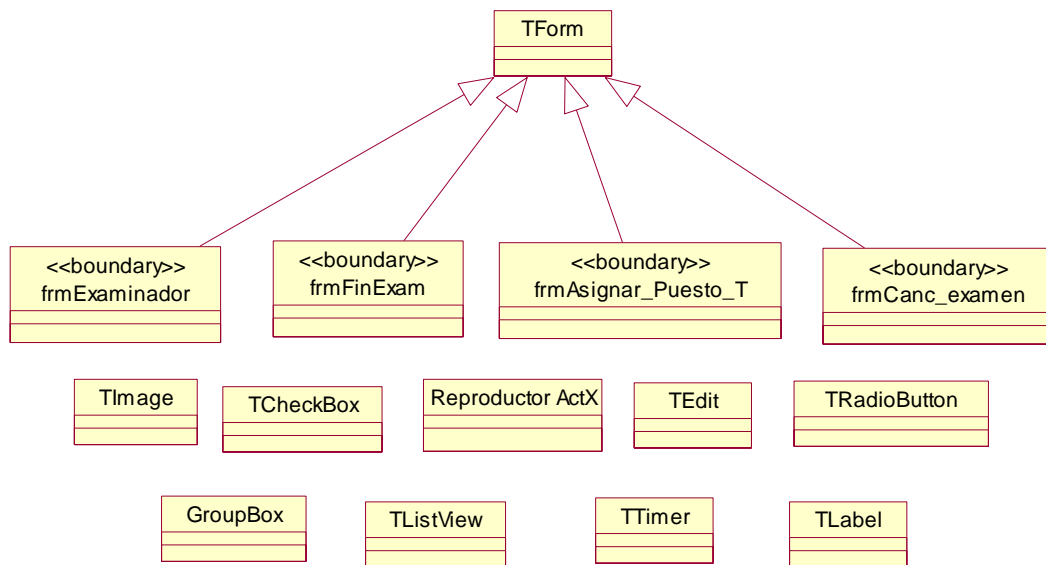 TForm
<<boundary>>
frmExaminador
<<boundary>>
frmFinExam
<<boundary>>
frmAsignar_Puesto_T
<<boundary>>
frmCanc_examen
TImage
TCheckBox
Reproductor ActX
TEdit
TRadioButton
GroupBox
TListView
TTimer
TLabel